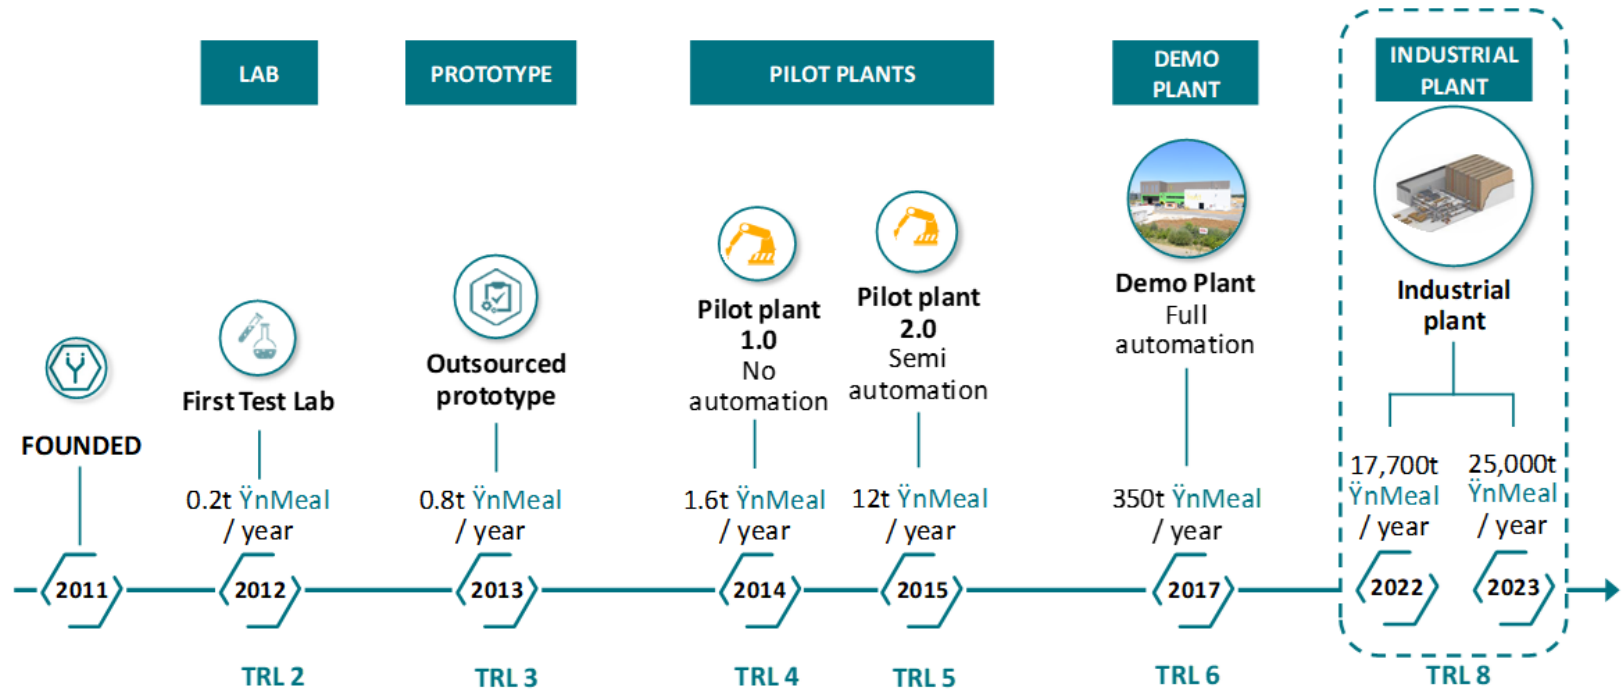 LAB
PROTOTYPE
PILOT PLANTS
DEMO
PLANT
INDUSTRIAL
PLANT
FOUNDED
First Test Lab
Outsourced
prototype
Pilot plant
1.0
No
automation
Pilot plant
2.0
Semi
automation
Demo Plant
Full
automation
Industrial
plant
0.2t ŸnMeal
/ year
0.8t ŸnMeal
/ year
1.6t ŸnMeal
/ year
12t ŸnMeal
/ year
350t ŸnMeal
/ year
17,700t
ŸnMeal
/ year
25,000t
ŸnMeal
/ year
2011
2012
2013
2014
2015
2017
2022
2023
TRL 2
TRL 3
TRL 4
TRL 5
TRL 6
TRL 8